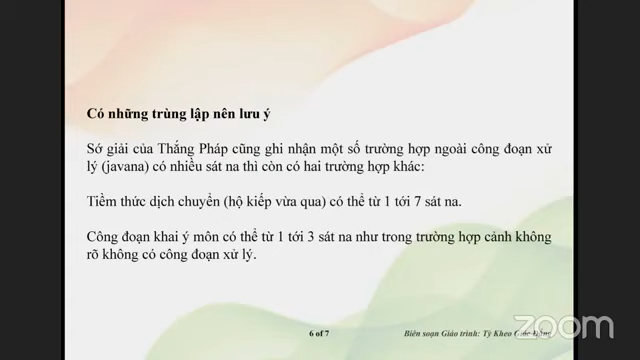 Có những trùng lập nên lưu ý
Sớ giải của Thắng Pháp cũng ghi nhận một số trường hợp ngoài công đoạn xử
lý (javana) có nhiều sát na thì còn có hai trường hợp khác:
Tiềm thức dịch chuyển (hộ kiếp vừa qua) có thể từ 1 tới 7 sát na.
Công đoạn khai ý môn có thể từ 1 tới 3 sát na như trong trường hợp cảnh không
rõ không có công đoạn xử lý.
6 of 7
Biên soạn Giáo trình: Tỳ Kheo Giác Đẳng
zoom